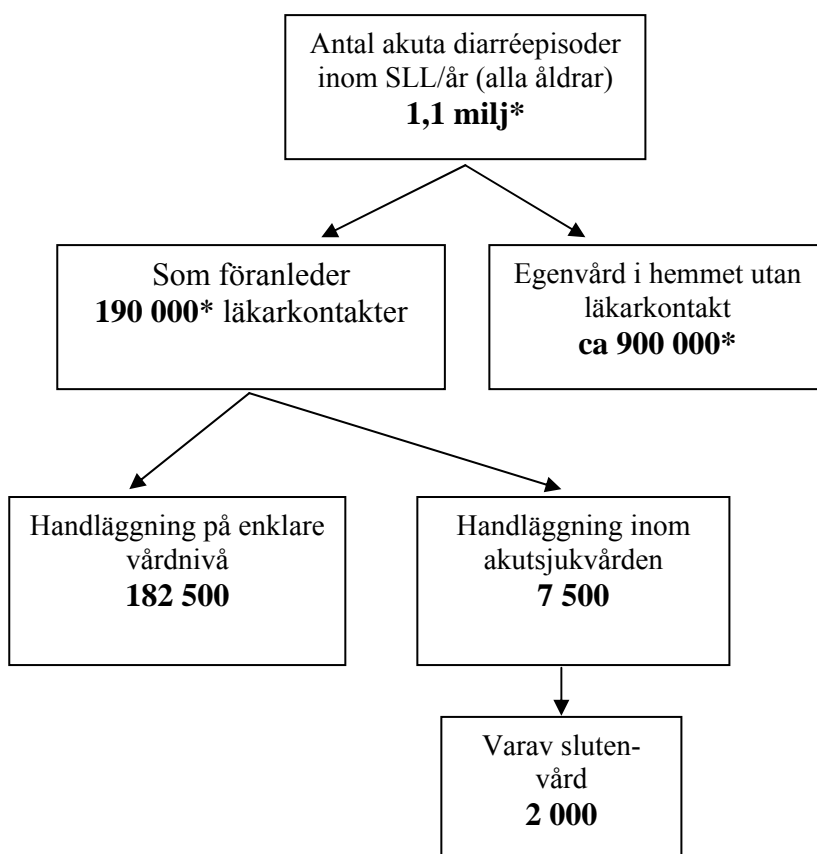 Antal akuta diarréepisoder
inom SLL/år (alla åldrar)
1,1 milj*
Som föranleder
190 000* läkarkontakter
Egenvård i hemmet utan
läkarkontakt
ca 900 000*
Handläggning på enklare
vårdnivå
182 500
Handläggning inom
akutsjukvården
7 500
Varav sluten-
vård
2 000